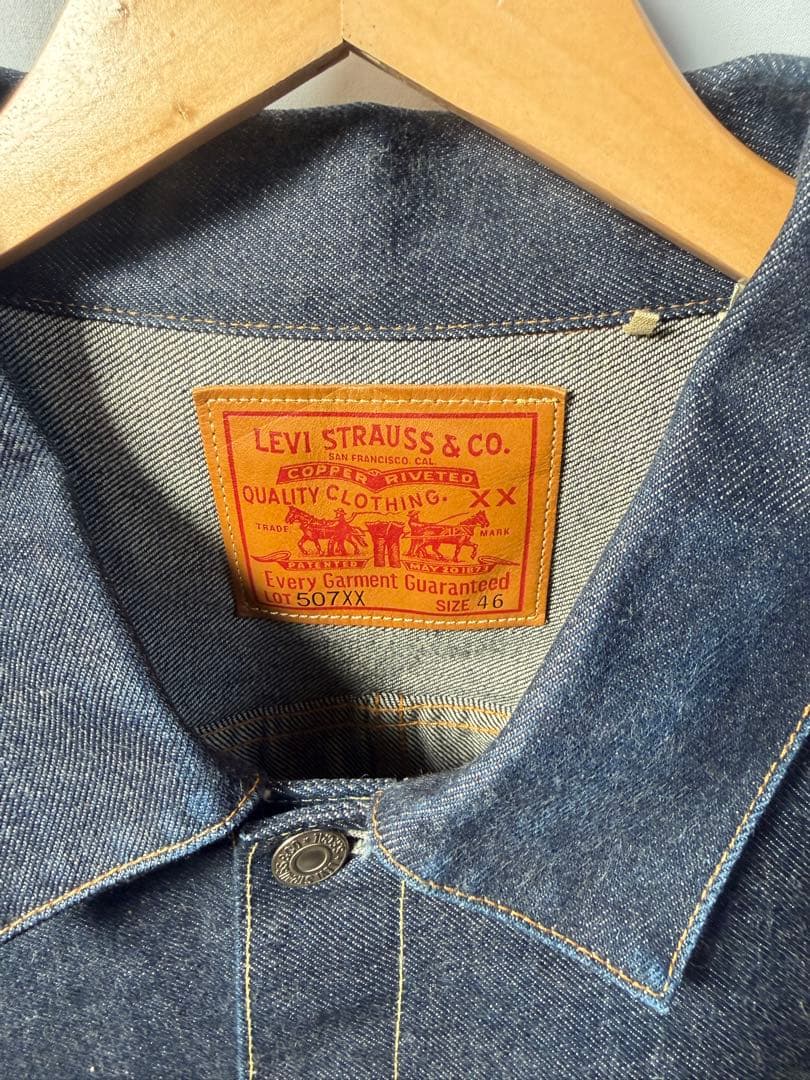 LEVI STRAUSS & CO.
SAN FRANCISCO, CAL.
COPPER RIVETED
QUALITY CLOTHING. XX
TRADE MARK
PATENTED MAY 20 1873
Every Garment Guaranteed
LOT 507XX SIZE 46